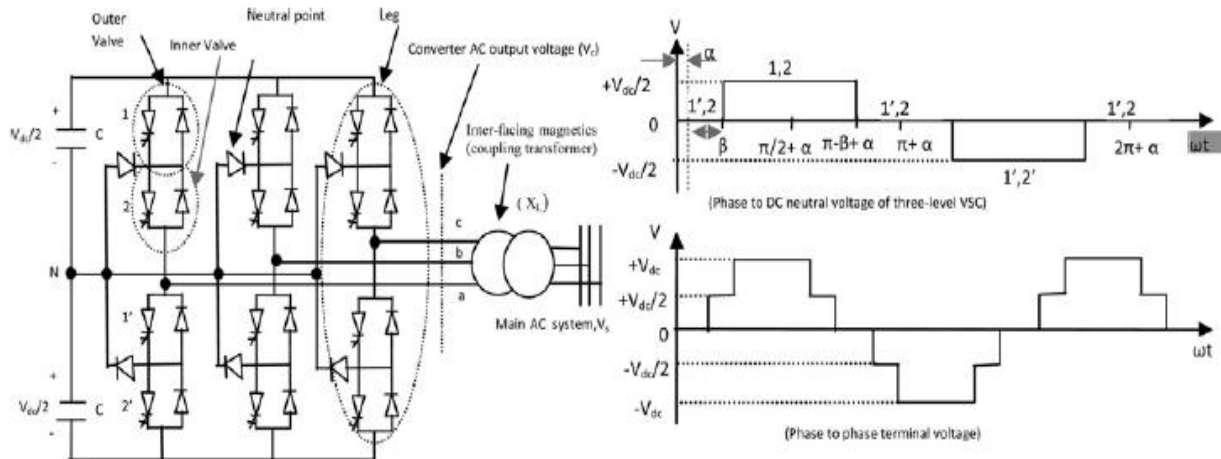 Outer
Valve
Inner Valve
Neutral point
Leg
Converter AC output voltage (Vc)
Inter-facing magnetics
(coupling transformer)
(XL)
+
Vdc/2
-
C
1
2
N
1'
2'
+
Vdc/2
-
C
c
b
a
Main AC system,Vs
V
α
+Vdc/2
0
-Vdc/2
1',2
1,2
1',2
1',2
1',2'
β
π/2+ α
π-β+ α
π+ α
2π+ α
ωt
(Phase to DC neutral voltage of three-level VSC)
V
+Vdc
+Vdc/2
0
-Vdc/2
-Vdc
ωt
(Phase to phase terminal voltage)